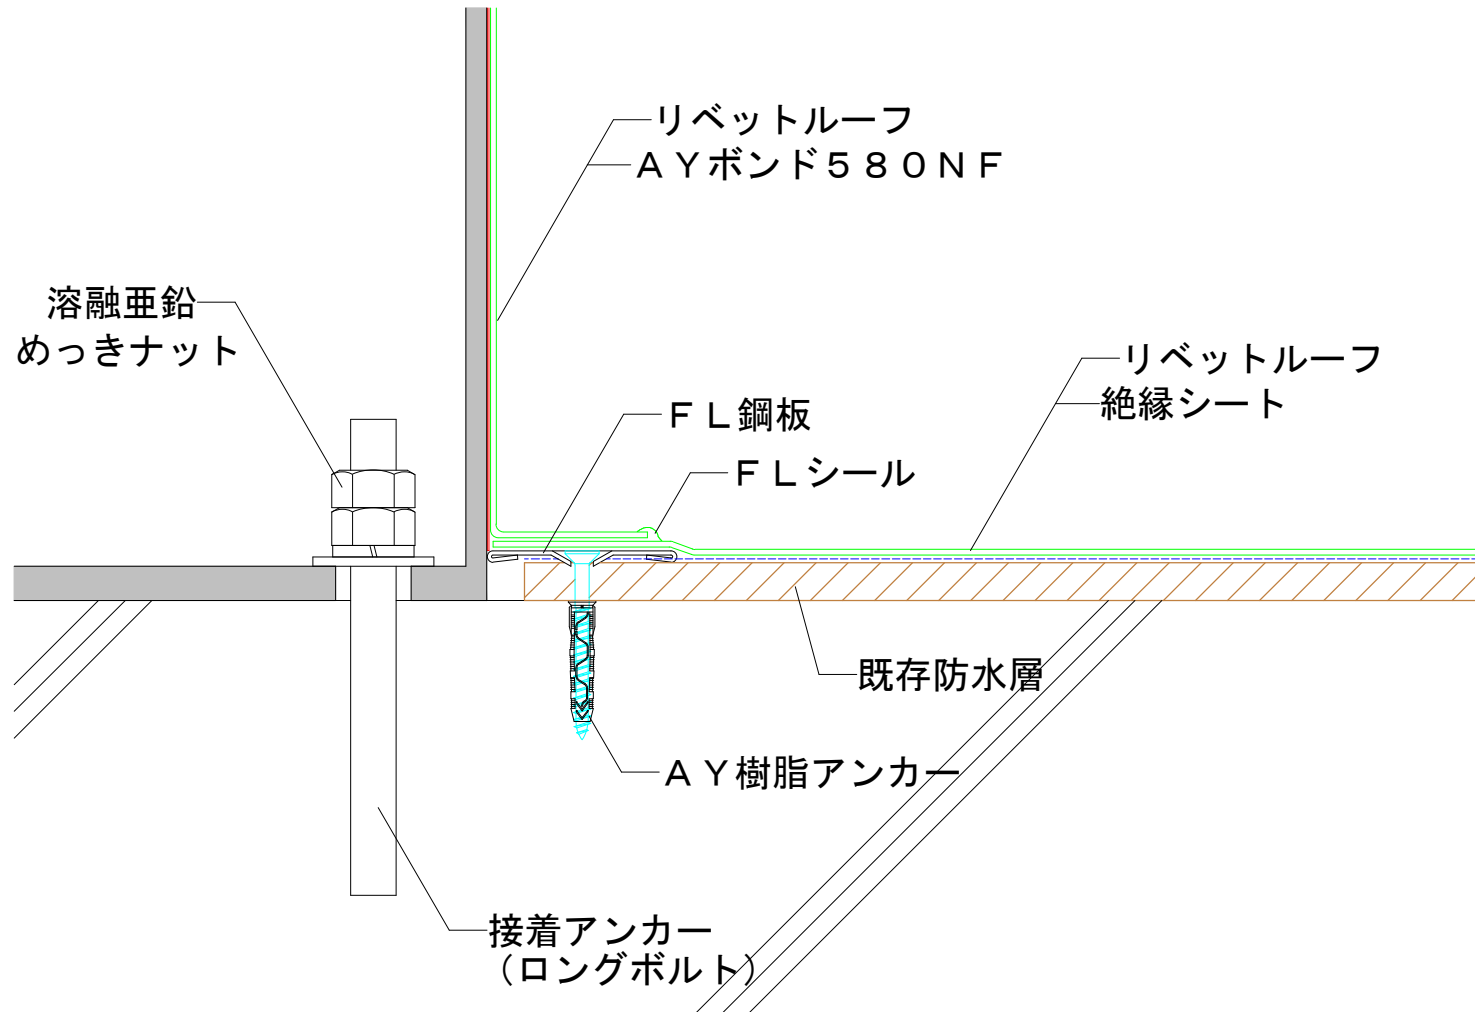 リベットルーフ
ＡＹボンド５８０ＮＦ
溶融亜鉛
めっきナット
リベットルーフ
絶縁シート
ＦＬ鋼板
ＦＬシール
既存防水層
ＡＹ樹脂アンカー
接着アンカー
（ロングボルト）